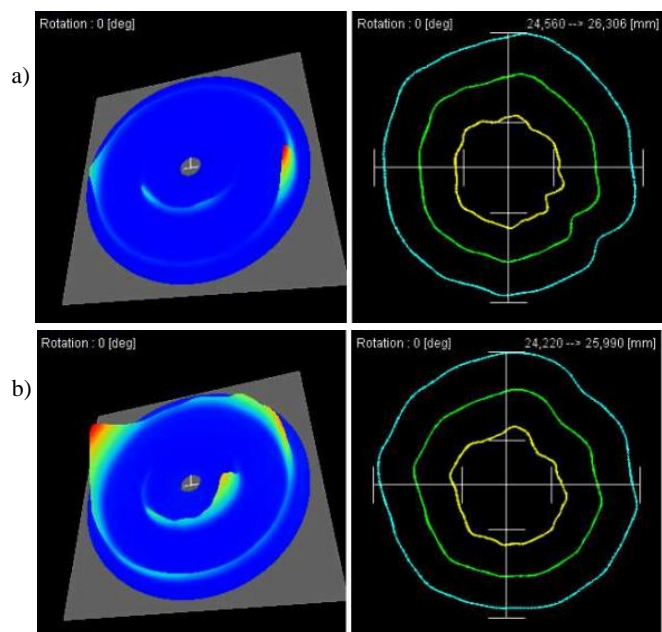 a)
Rotation : 0 [deg]
Rotation : 0 [deg] 24,560 --> 26,306 [mm]
b)
Rotation : 0 [deg]
Rotation : 0 [deg] 24,220 --> 25,990 [mm]